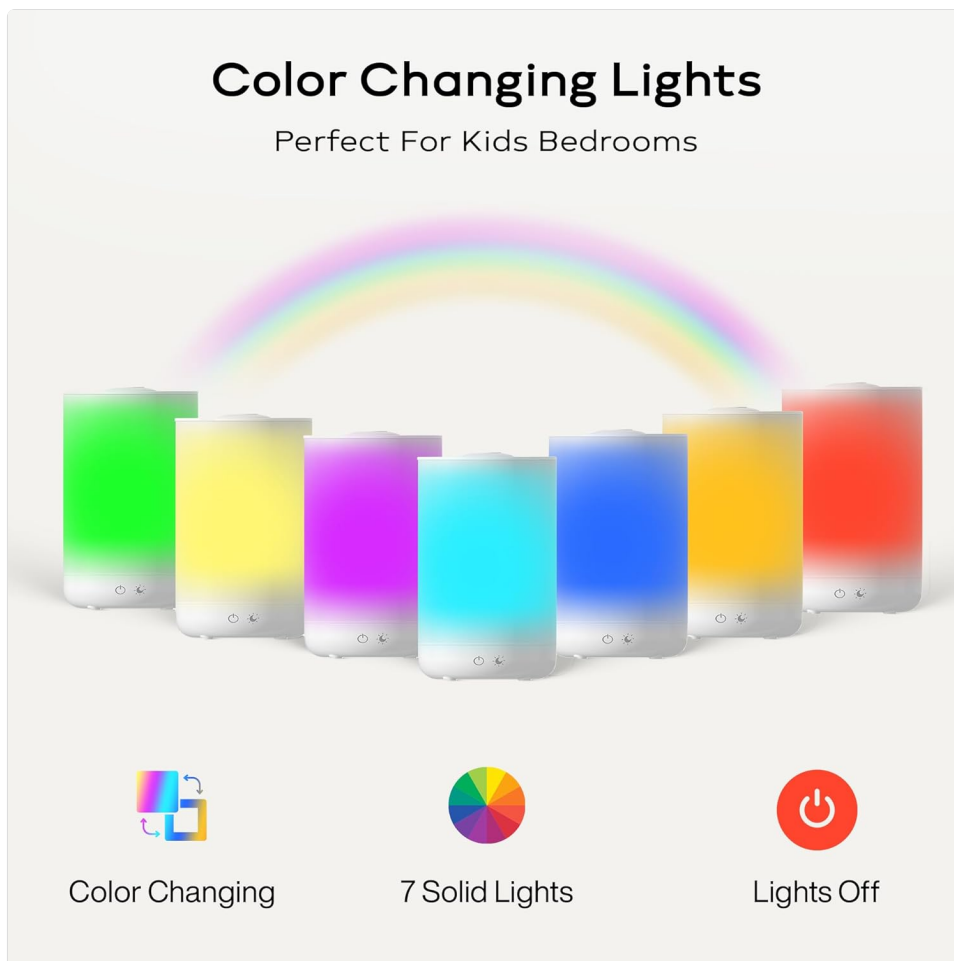 Color Changing Lights
Perfect For Kids Bedrooms
Color Changing
7 Solid Lights
Lights Off